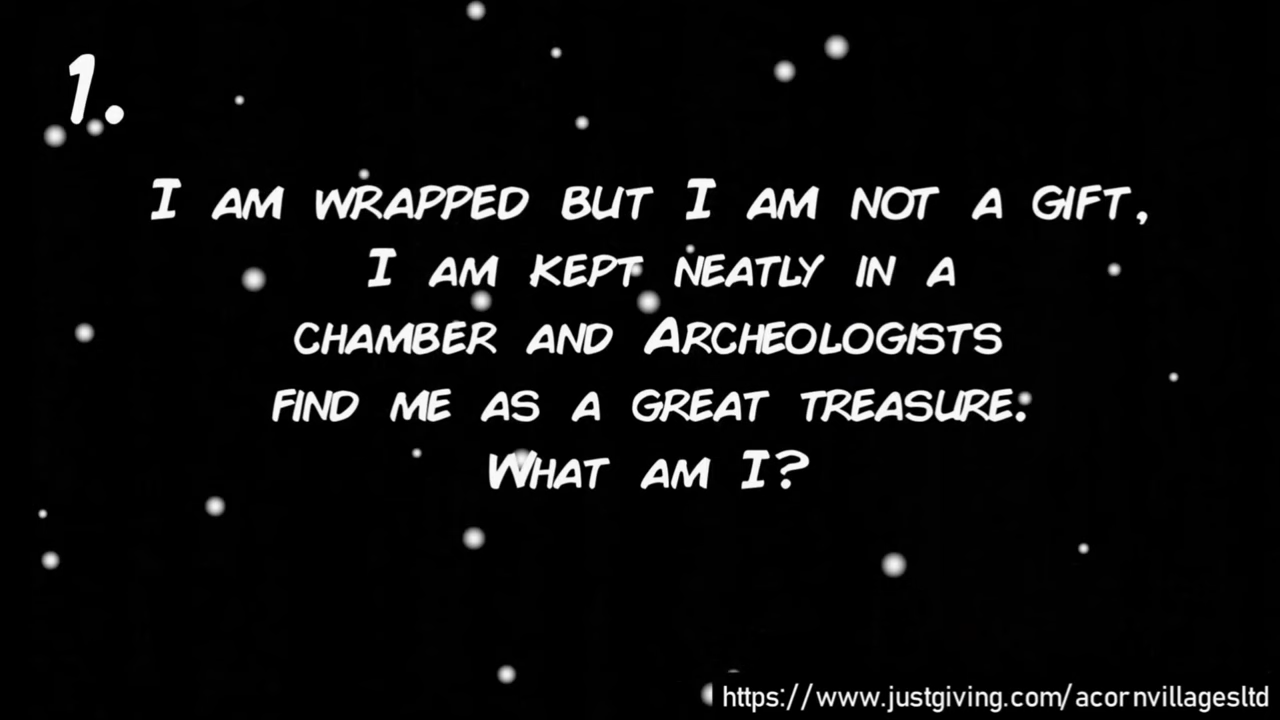 1.
I am wrapped but I am not a gift,
I am kept neatly in a
chamber and Archeologists
find me as a great treasure.
What am I?
https://www.justgiving.com/acornvillagesltd